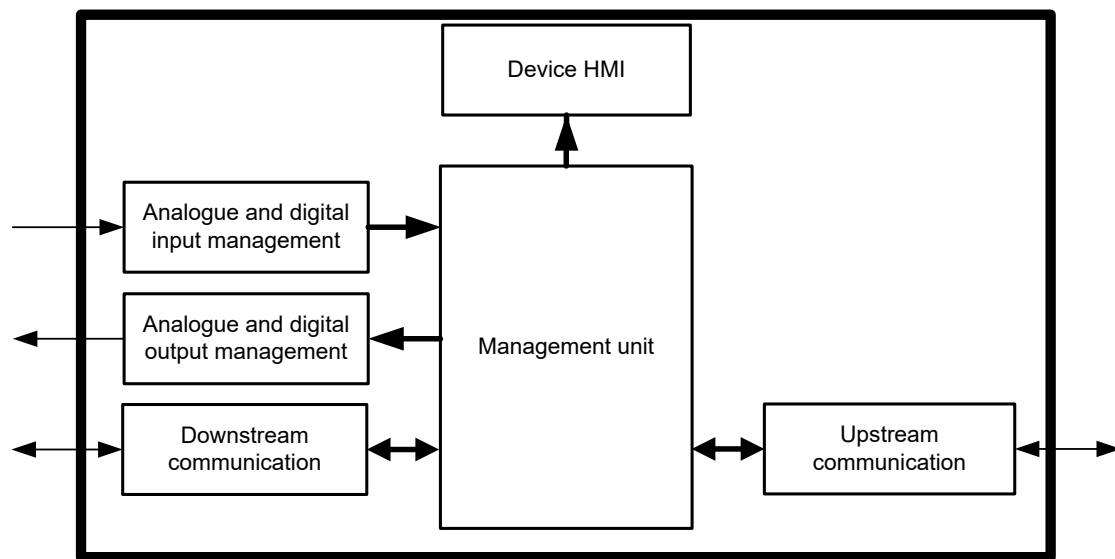 Device HMI
Analogue and digital
input management
Analogue and digital
output management
Management unit
Downstream
communication
Upstream
communication